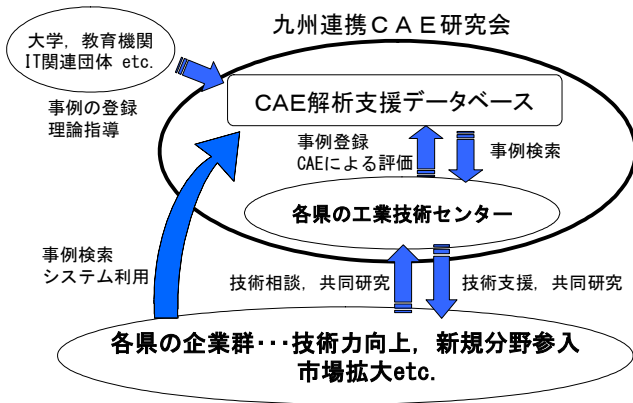 九州連携ＣＡＥ研究会
大学，教育機関
IT関連団体 etc.
事例の登録
理論指導
CAE解析支援データベース
事例登録
CAEによる評価
事例検索
各県の工業技術センター
事例検索
システム利用
技術相談，共同研究
技術支援，共同研究
各県の企業群･･･技術力向上，新規分野参入
市場拡大etc.